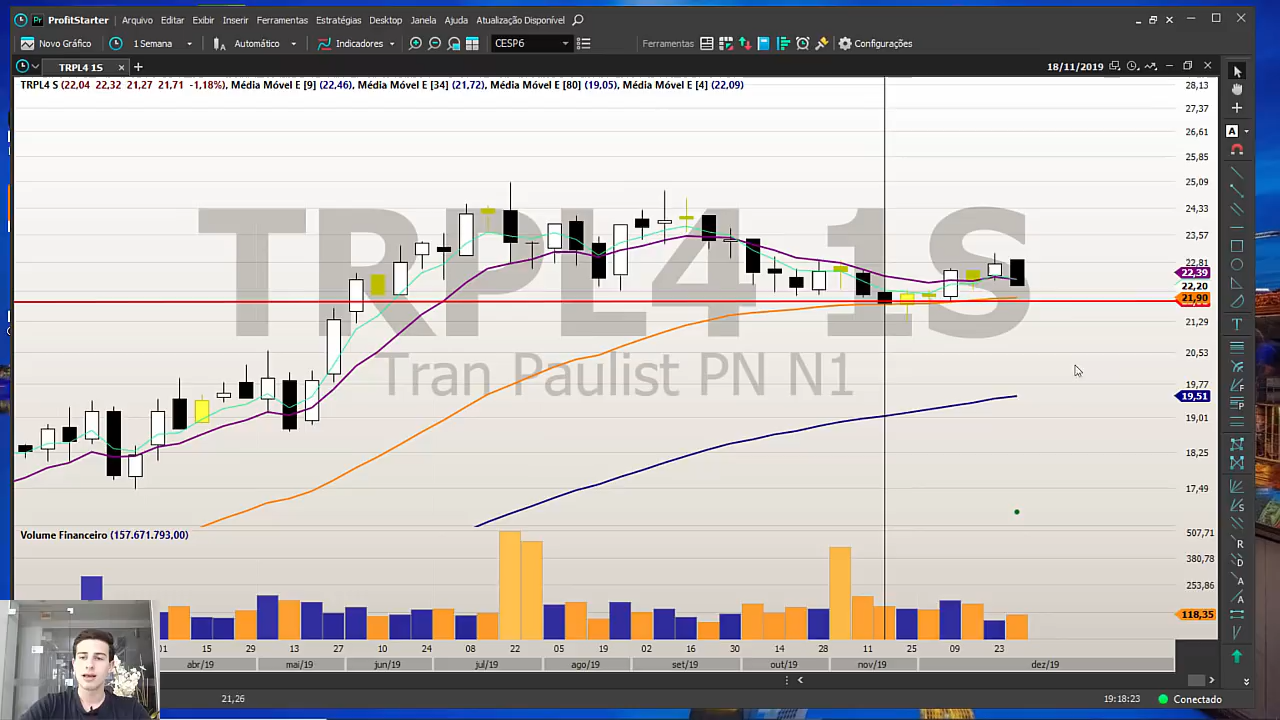 Pr ProfitStarter Arquivo Editar Exibir Inserir Ferramentas Estratégias Desktop Janela Ajuda Atualização Disponível
Novo Gráfico 1 Semana Automático Indicadores CESP6 Ferramentas Configurações
TRPL4 1S 18/11/2019
TRPL4 S (22,04 22,32 21,27 21,71 -1,18%), Média Móvel E [9] (22,46), Média Móvel E [34] (21,72), Média Móvel E [80] (19,05), Média Móvel E [4] (22,09)
28,13
27,37
26,61
25,85
25,09
24,33
23,57
22,81
22,39
22,20
21,90
21,29
20,53
19,77
19,51
19,01
18,25
17,49
TRPL4 1S
Tran Paulist PN N1
Volume Financeiro (157.671.793,00)
507,71
380,78
253,86
118,35
01 15 29 13 27 10 24 08 22 05 19 02 16 30 14 28 11 25 09 23
abr/19 mai/19 jun/19 jul/19 ago/19 set/19 out/19 nov/19 dez/19
21,26 19:18:23 Conectado